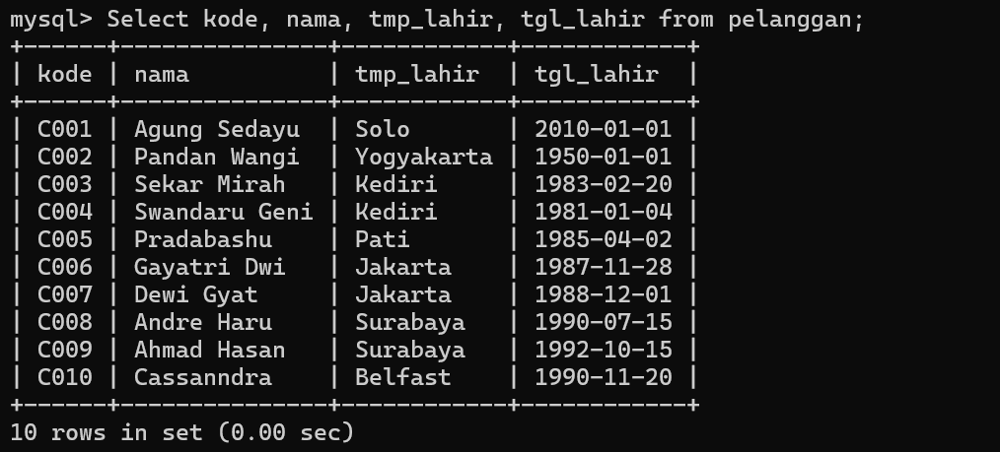 mysql> Select kode, nama, tmp_lahir, tgl_lahir from pelanggan;
+------+---------------+------------+------------+
| kode | nama          | tmp_lahir  | tgl_lahir  |
+------+---------------+------------+------------+
| C001 | Agung Sedayu  | Solo       | 2010-01-01 |
| C002 | Pandan Wangi  | Yogyakarta | 1950-01-01 |
| C003 | Sekar Mirah   | Kediri     | 1983-02-20 |
| C004 | Swandaru Geni | Kediri     | 1981-01-04 |
| C005 | Pradabashu    | Pati       | 1985-04-02 |
| C006 | Gayatri Dwi   | Jakarta    | 1987-11-28 |
| C007 | Dewi Gyat     | Jakarta    | 1988-12-01 |
| C008 | Andre Haru    | Surabaya   | 1990-07-15 |
| C009 | Ahmad Hasan   | Surabaya   | 1992-10-15 |
| C010 | Cassanndra    | Belfast    | 1990-11-20 |
+------+---------------+------------+------------+
10 rows in set (0.00 sec)